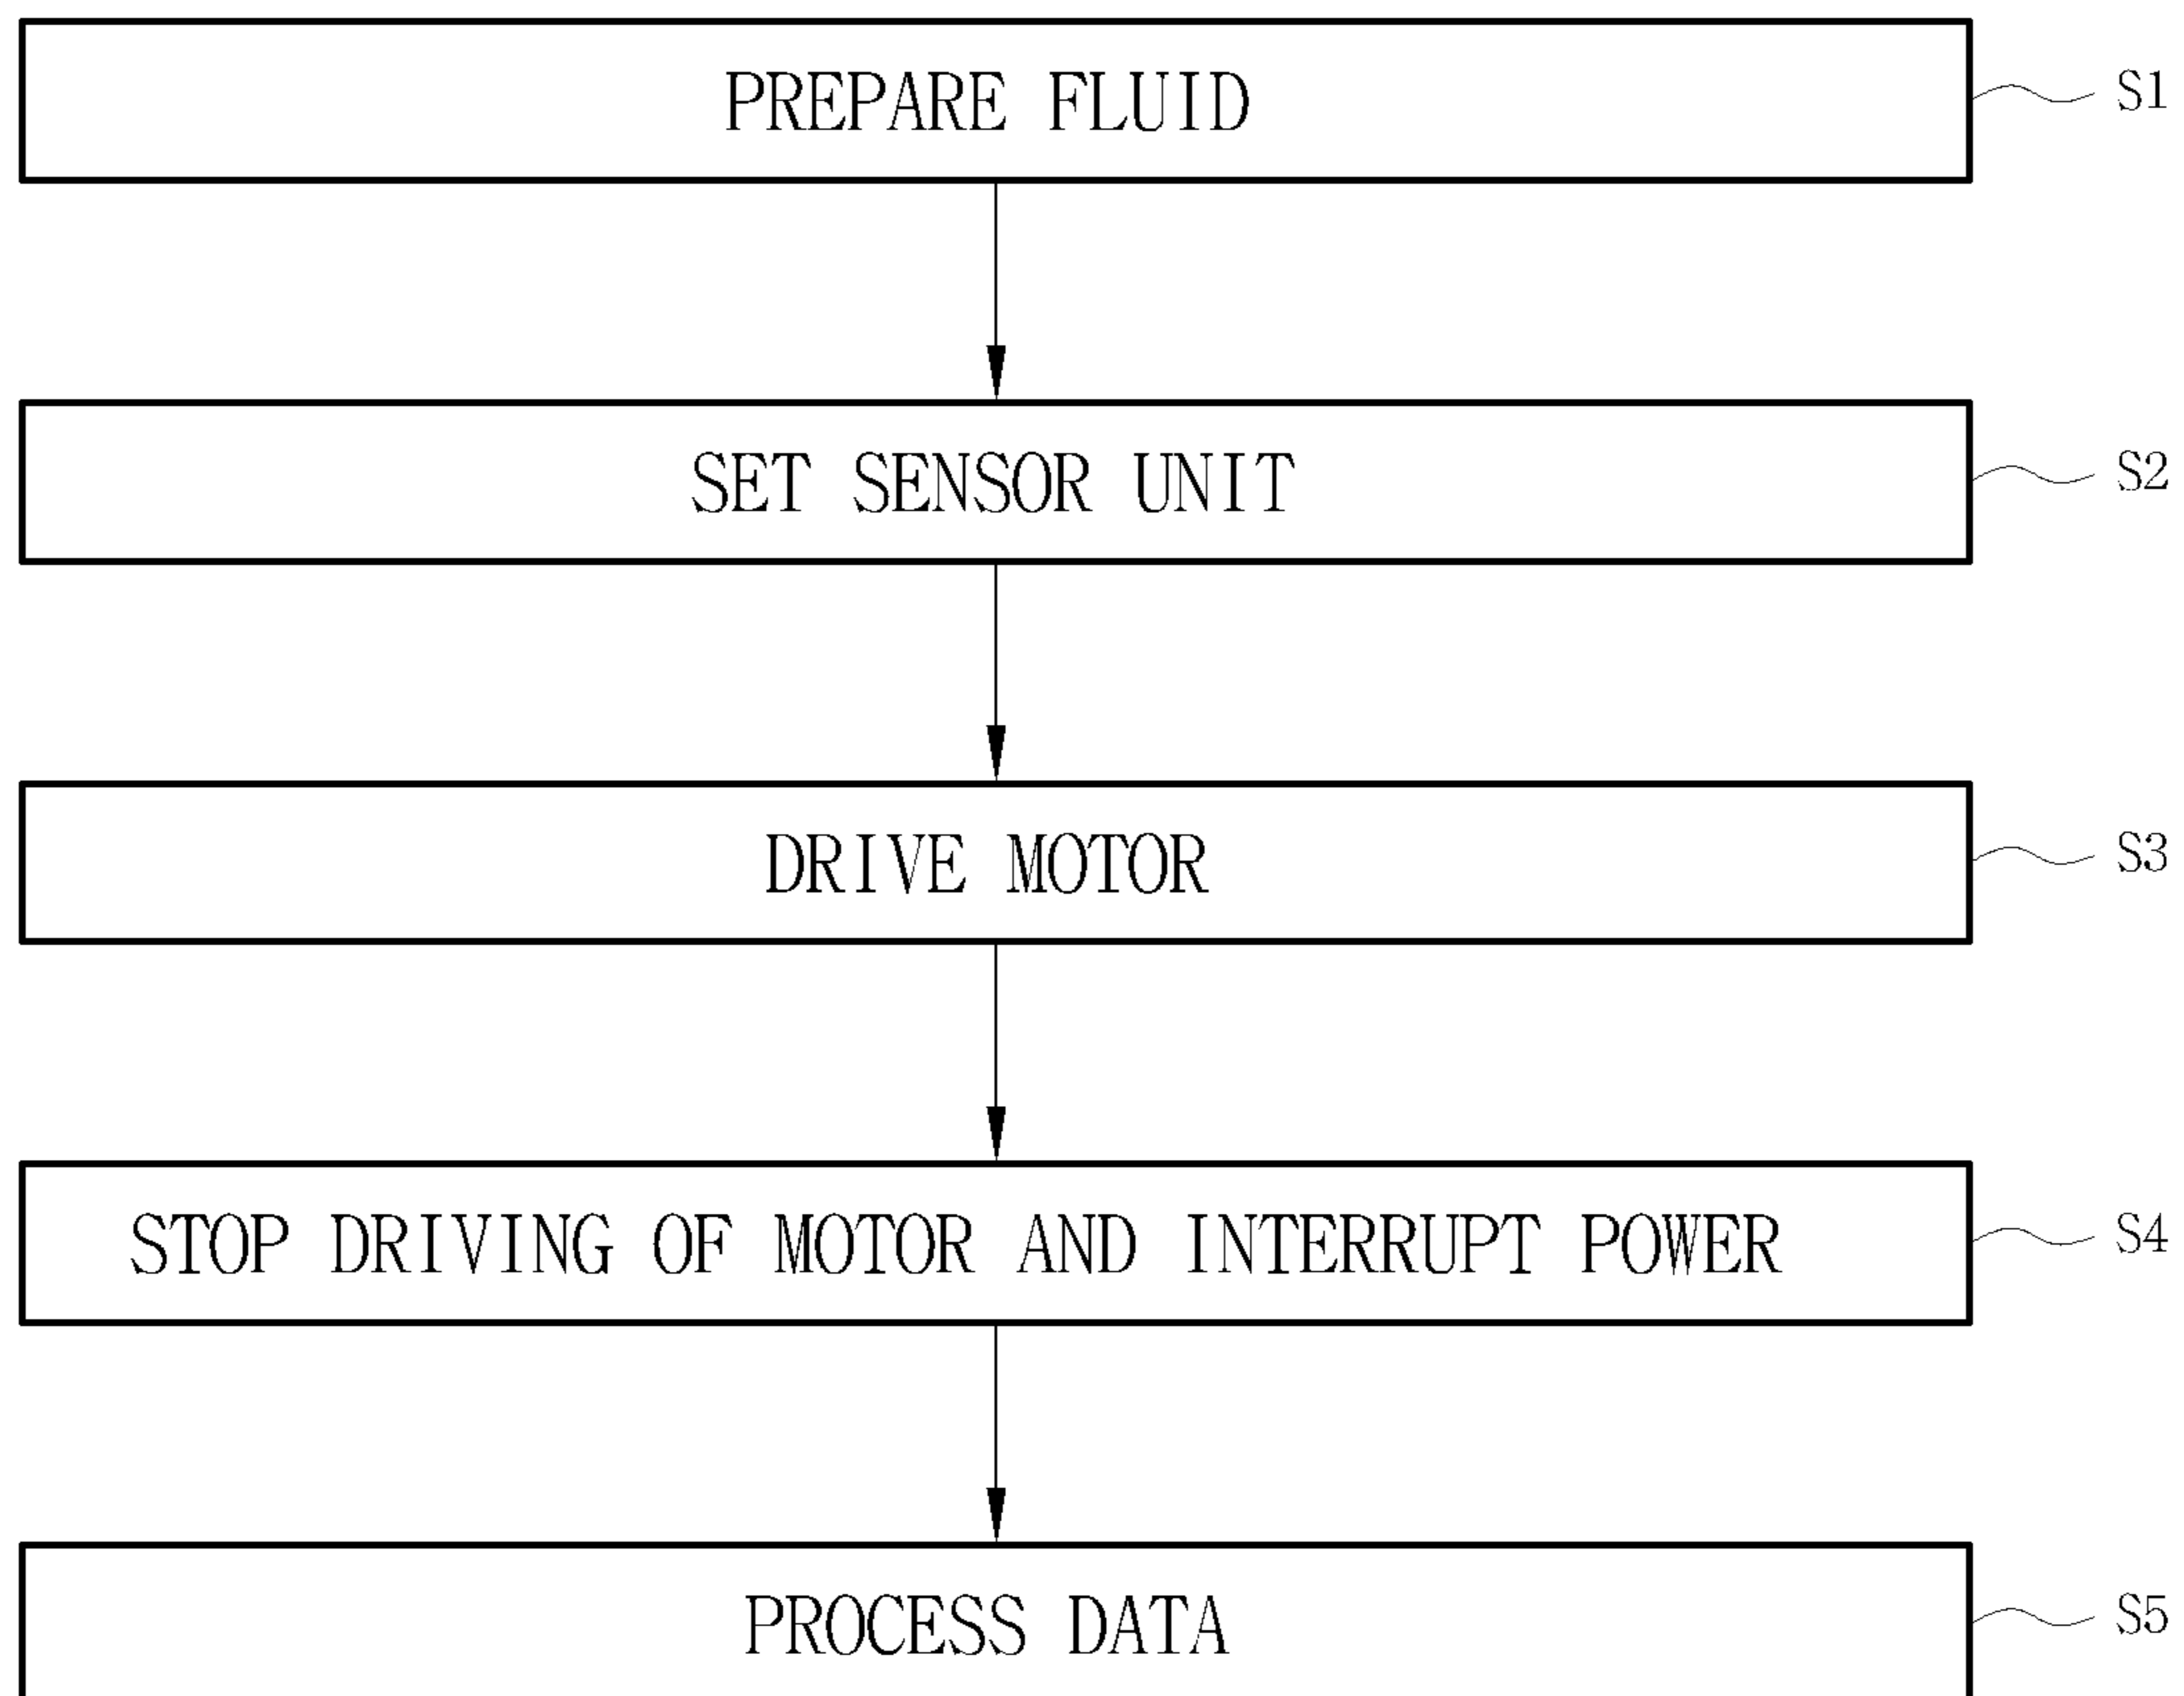 PREPARE FLUID S1
SET SENSOR UNIT S2
DRIVE MOTOR S3
STOP DRIVING OF MOTOR AND INTERRUPT POWER S4
PROCESS DATA S5